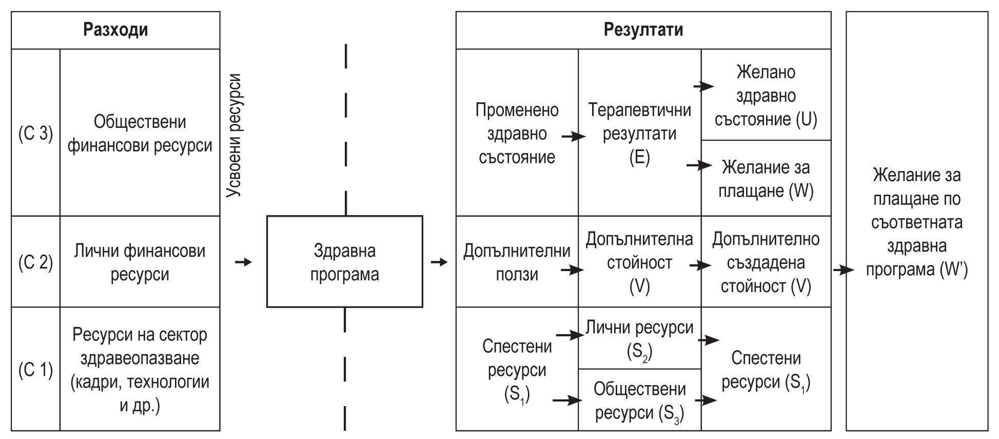 Разходи
(С 3)
Обществени
финансови ресурси
(С 2)
Лични финансови
ресурси
(С 1)
Ресурси на сектор
здравеопазване
(кадри, технологии
и др.)
Усвоени ресурси
Здравна
програма
Резултати
Променено
здравно
състояние
Терапевтични
резултати
(Е)
Желано
здравно
състояние (U)
Желание за
плащане (W)
Допълнителни
ползи
Допълнителна
стойност
(V)
Допълнително
създадена
стойност (V)
Спестени
ресурси
(S₁)
Лични ресурси
(S₂)
Обществени
ресурси (S₃)
Спестени
ресурси (S₁)
Желание за
плащане по
съответната
здравна
програма (W’)